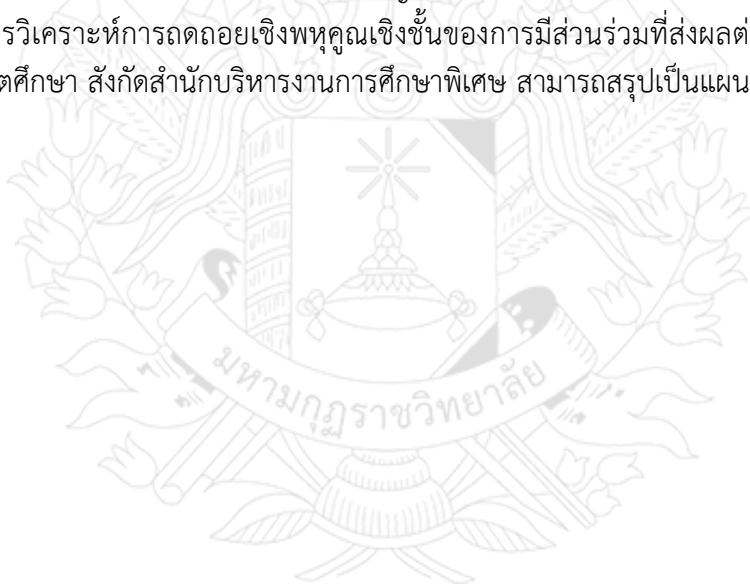 รวิเคราะห์การถดถอยเชิงพหุคูณเชิงชั้นของการมีส่วนร่วมที่ส่งผลต่
ตศึกษา สังกัดสำนักบริหารงานการศึกษาพิเศษ สามารถสรุปเป็นแผน
มหามกุฏราชวิทยาลัย